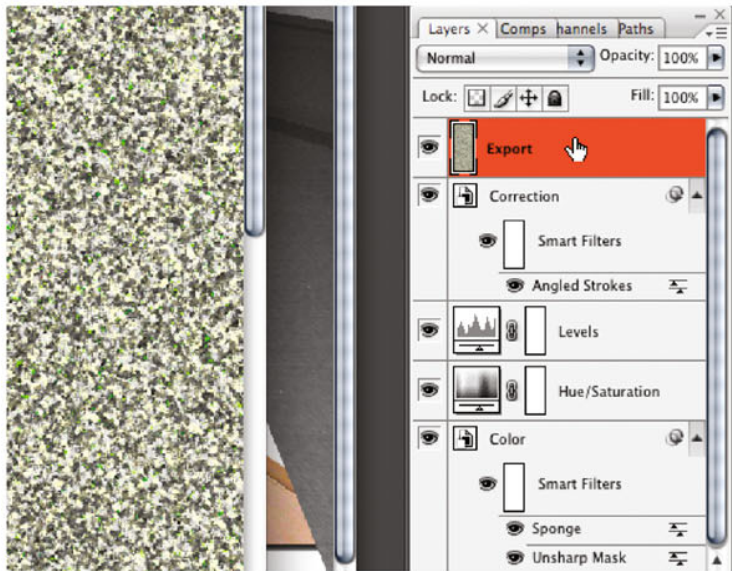 Layers × Comps hannels Paths
Normal Opacity: 100%
Lock: Fill: 100%
Export
Correction
Smart Filters
Angled Strokes
Levels
Hue/Saturation
Color
Smart Filters
Sponge
Unsharp Mask